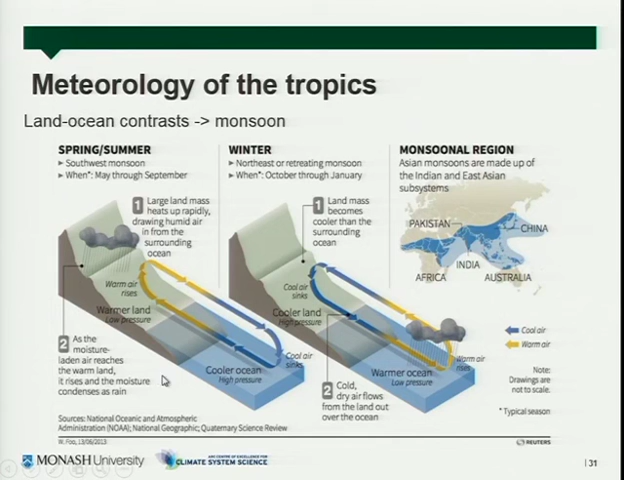 Meteorology of the tropics
Land-ocean contrasts -> monsoon
SPRING/SUMMER
► Southwest monsoon
► When*: May through September
1 Large land mass
heats up rapidly,
drawing humid air
in from the
surrounding
ocean
Warm air
rises
Warmer land
Low pressure
2 As the
moisture-
laden air reaches
the warm land,
it rises and the moisture
condenses as rain
Cooler ocean
High pressure
Cool air
sinks
WINTER
► Northeast or retreating monsoon
► When*: October through January
1 Land mass
becomes
cooler than the
surrounding
ocean
Cool air
sinks
Cooler land
High pressure
Warmer ocean
Low pressure
Warm air
rises
2 Cold,
dry air flows
from the land out
over the ocean
MONSOONAL REGION
Asian monsoons are made up of
the Indian and East Asian
subsystems
PAKISTAN
CHINA
INDIA
AFRICA
AUSTRALIA
Cool air
Warm air
Note:
Drawings are
not to scale.
* Typical season
Sources: National Oceanic and Atmospheric
Administration (NOAA); National Geographic; Quaternary Science Review
W. Foo, 13/06/2013
REUTERS
MONASH University
ARC CENTRE OF EXCELLENCE FOR
CLIMATE SYSTEM SCIENCE
31